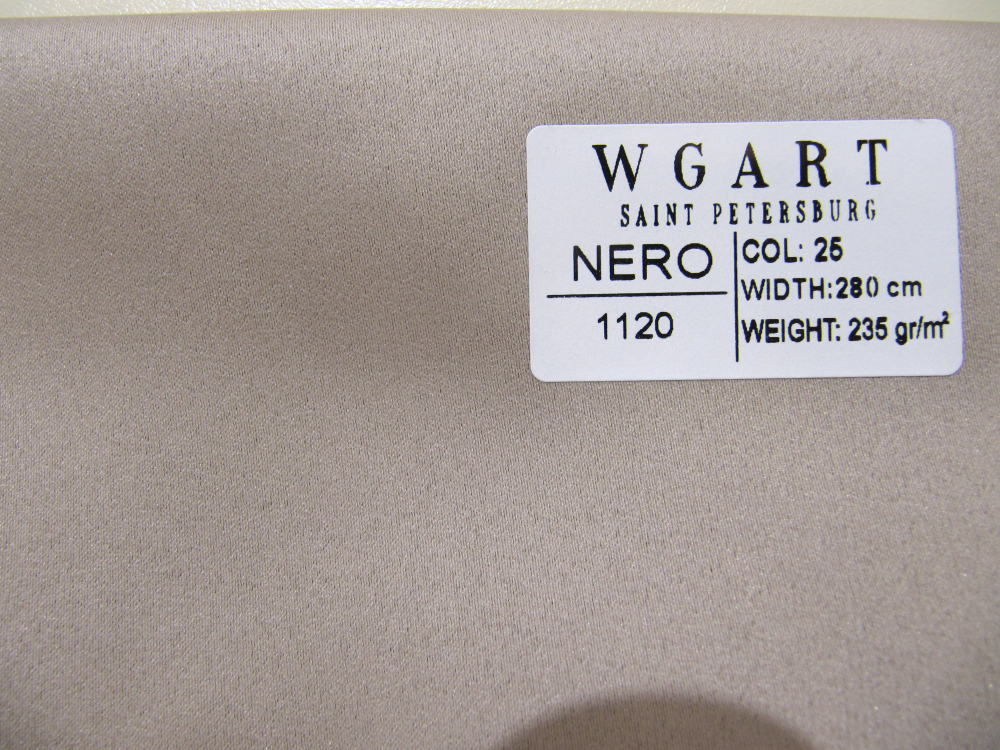 WGART
SAINT PETERSBURG
NERO
1120
COL: 25
WIDTH:280 cm
WEIGHT: 235 gr/m²